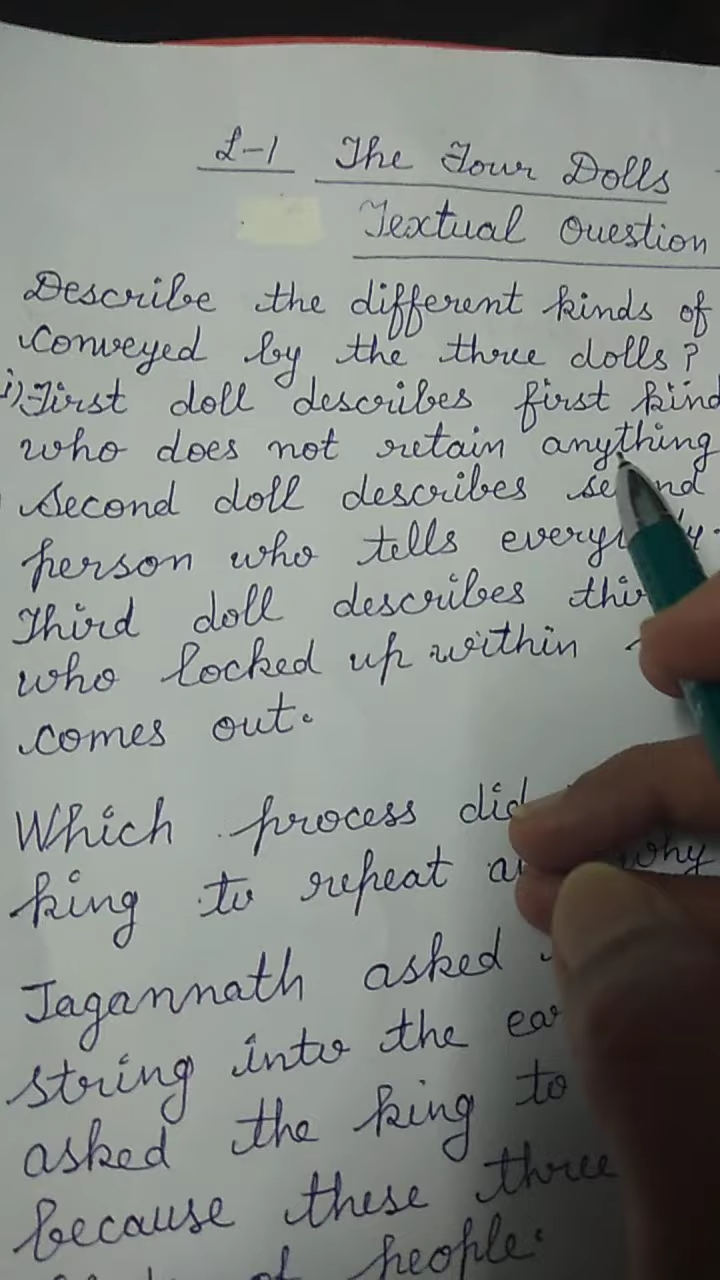 L-1 The Four Dolls
Textual Question
Describe the different kinds of
conveyed by the three dolls?
i) First doll describes first kind
who does not retain anything
Second doll describes
person who tells
Third doll describes
who locked up within
comes out.
Which process did
king to repeat why
Jagannath asked
string into the
asked the king to
because these three
of people.